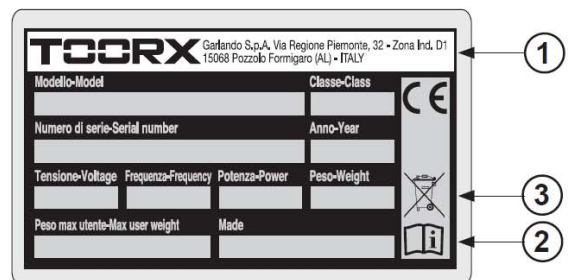 TOORX Garlando S.p.A. Via Regione Piemonte, 32 - Zona Ind. D1
15068 Pozzolo Formigaro (AL) - ITALY
1
Modello-Model Classe-Class
CE
Numero di serie-Serial number Anno-Year
Tensione-Voltage Frequenza-Frequency Potenza-Power Peso-Weight
3
Peso max utente-Max user weight Made
i
2